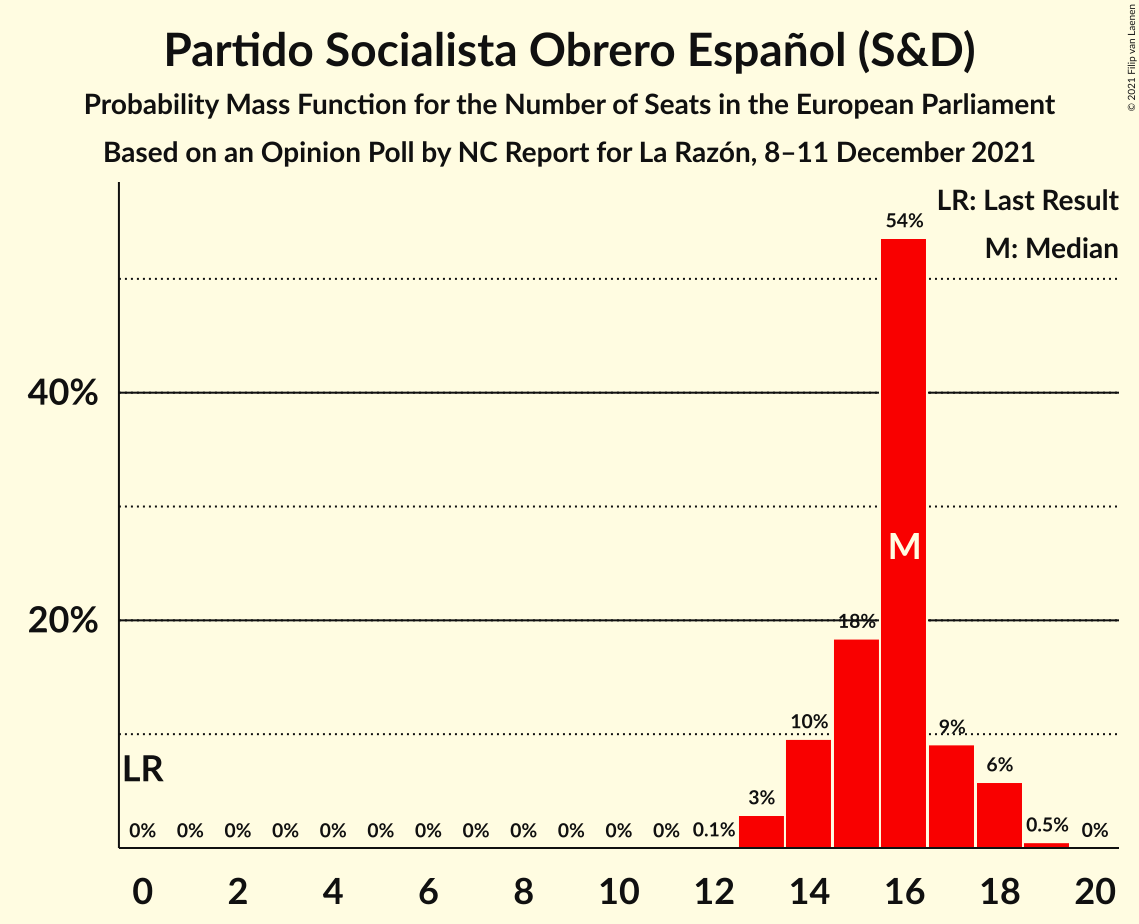 Partido Socialista Obrero Español (S&D)
Probability Mass Function for the Number of Seats in the European Parliament
Based on an Opinion Poll by NC Report for La Razón, 8–11 December 2021
© 2021 Filip van Laenen
LR: Last Result
M: Median
54%
40%
M
20%
18%
10%
9%
LR
6%
3%
0% 0% 0% 0% 0% 0% 0% 0% 0% 0% 0% 0% 0.1% 0.5% 0%
0 2 4 6 8 10 12 14 16 18 20